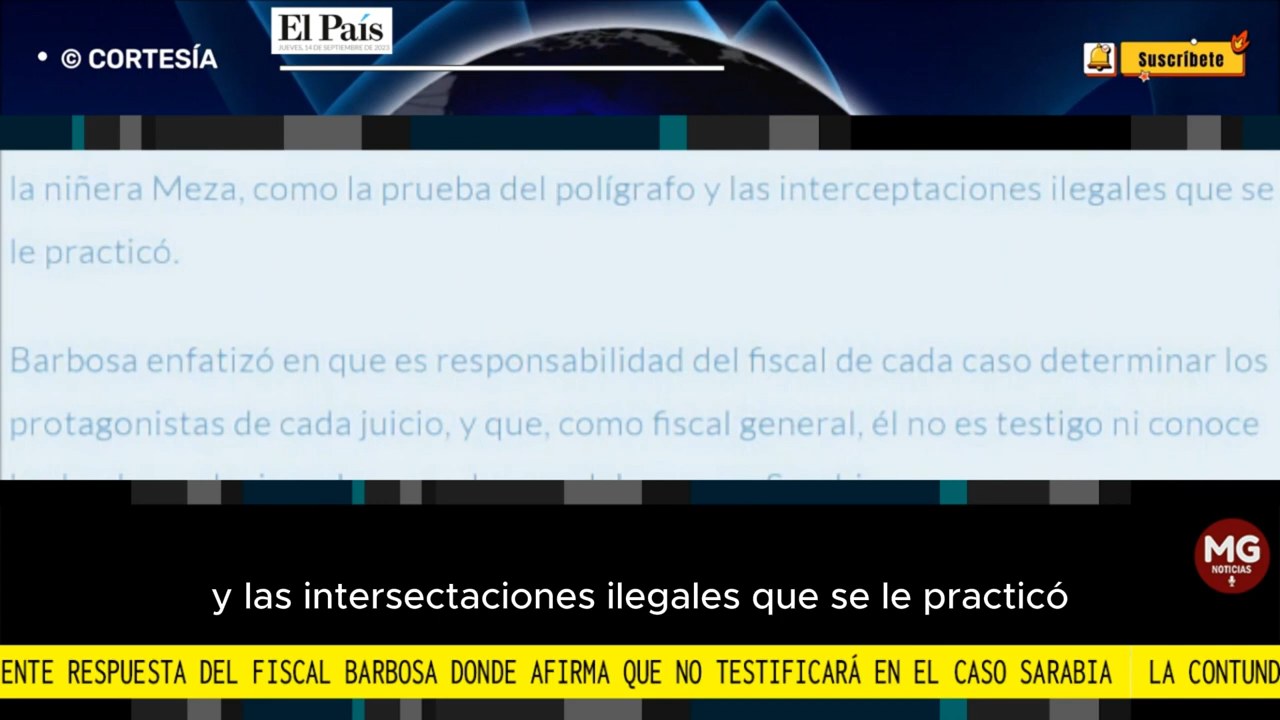 • © CORTESÍA
El País
JUEVES, 14 DE SEPTIEMBRE DE 2023
Suscríbete
la niñera Meza, como la prueba del polígrafo y las interceptaciones ilegales que se
le practicó.
Barbosa enfatizó en que es responsabilidad del fiscal de cada caso determinar los
protagonistas de cada juicio, y que, como fiscal general, él no es testigo ni conoce
MG
NOTICIAS
y las intersectaciones ilegales que se le practicó
ENTE RESPUESTA DEL FISCAL BARBOSA DONDE AFIRMA QUE NO TESTIFICARÁ EN EL CASO SARABIA LA CONTUND